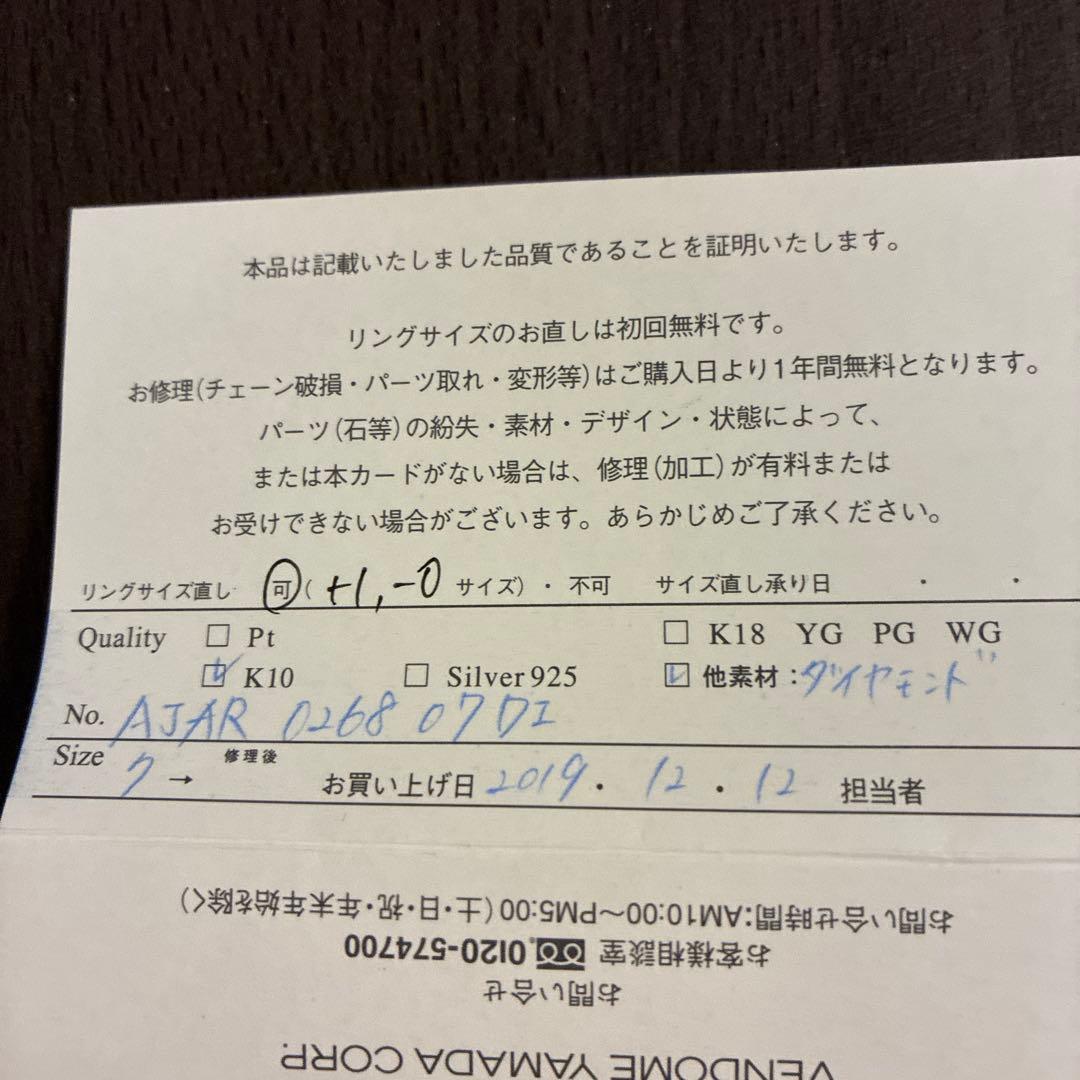 本品は記載いたしました品質であることを証明いたします。
リングサイズのお直しは初回無料です。
お修理(チェーン破損・パーツ取れ・変形等)はご購入日より1年間無料となります。
パーツ(石等)の紛失・素材・デザイン・状態によって、
または本カードがない場合は、修理(加工)が有料または
お受けできない場合がございます。あらかじめご了承ください。
リングサイズ直し 可( +1, -0 サイズ)・不可 サイズ直し承り日 ・ ・
Quality □ Pt □ K18 YG PG WG
☑ K10 □ Silver925 ☑ 他素材：ダイヤモンド
No. AJAR 0268 07 DI
Size 7 → 修理後 お買い上げ日 2019・12・12 担当者
お問い合せ時間：AM10:00〜PM5:00(土・日・祝・年末年始を除く)
お客様相談室 0120-574700
お問い合せ
VENDOME YAMADA CORP.